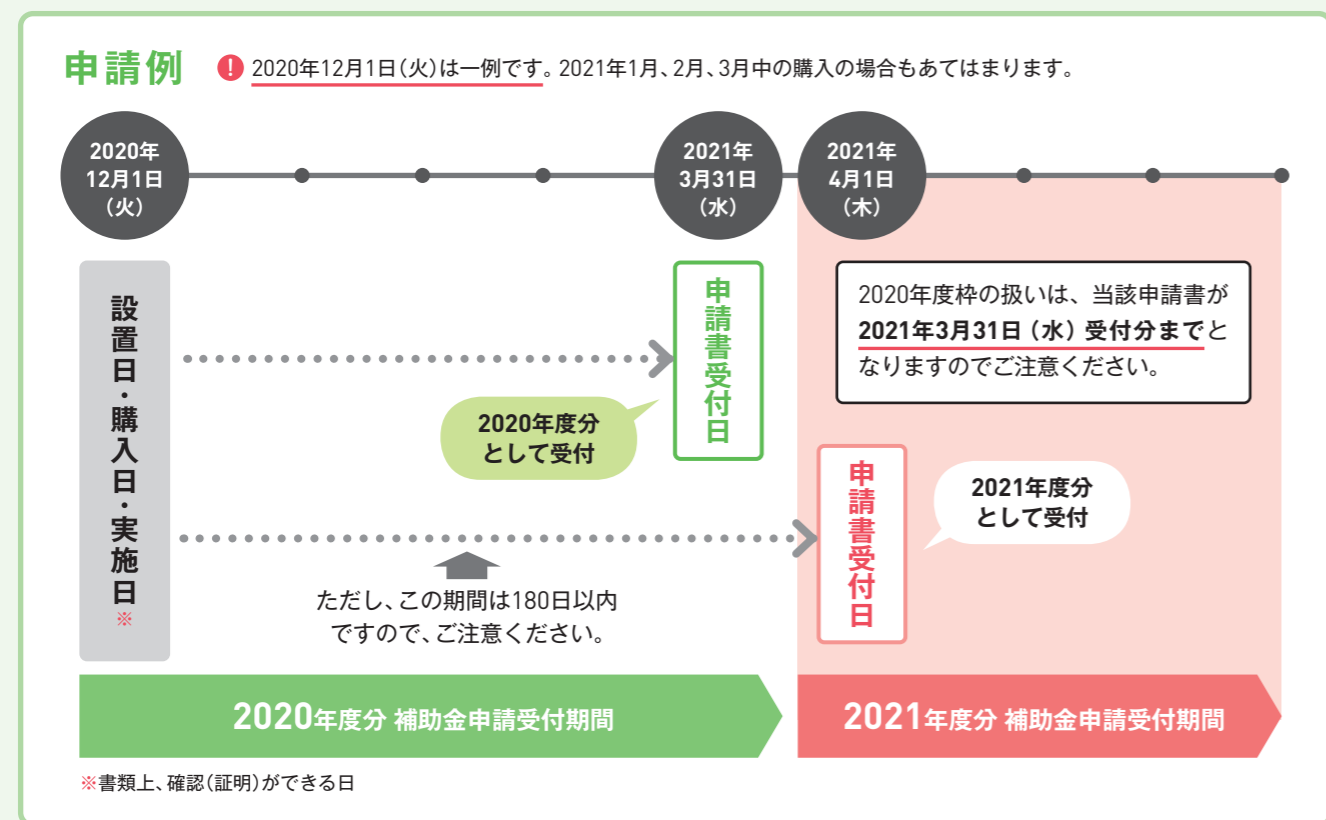 申請例
! 2020年12月1日(火)は一例です。2021年1月、2月、3月中の購入の場合もあてはまります。
2020年
12月1日
(火)
2021年
3月31日
(水)
2021年
4月1日
(木)
設置日・購入日・実施日※
申請書受付日
2020年度分
として受付
2020年度枠の扱いは、当該申請書が
2021年3月31日(水)受付分までと
なりますのでご注意ください。
申請書受付日
2021年度分
として受付
ただし、この期間は180日以内
ですので、ご注意ください。
2020年度分 補助金申請受付期間
2021年度分 補助金申請受付期間
※書類上、確認(証明)ができる日